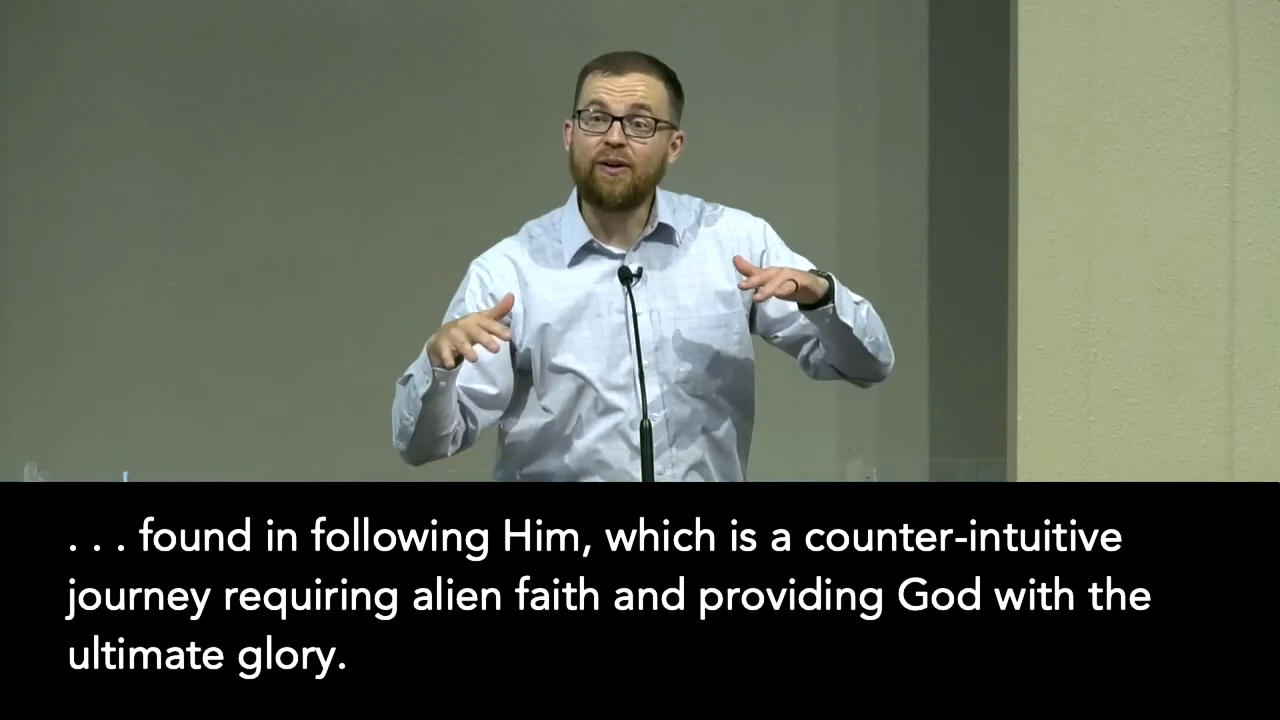 . . . found in following Him, which is a counter-intuitive
journey requiring alien faith and providing God with the
ultimate glory.